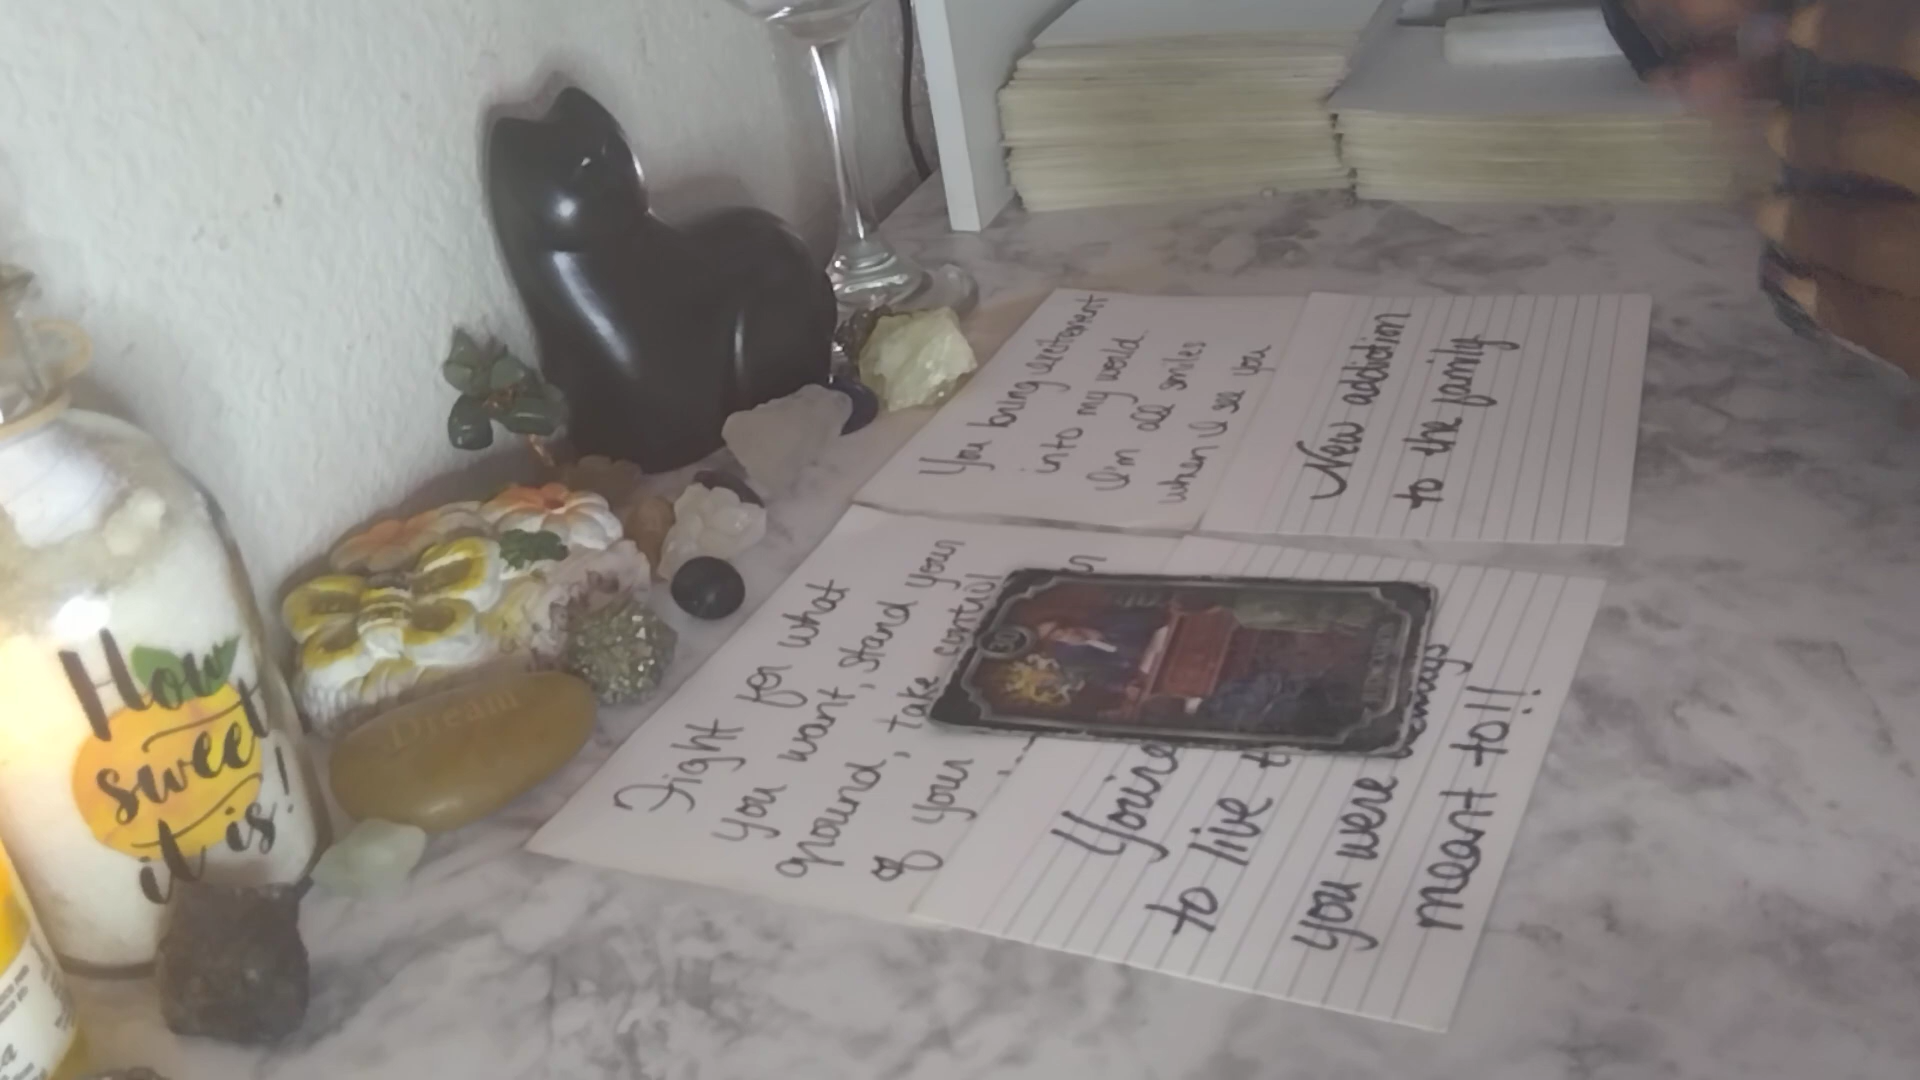 You bring excitement
into my world
I'm all smiles
when I see you
New addition
to the family
Fight for what
you want, stand your
ground, take control
of your
You're
to live
you were always
meant to!!
How
sweet
it is!
Dream